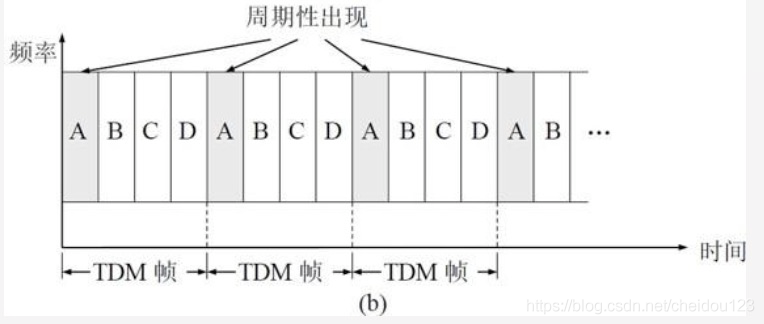 周期性出现
频率
A B C D A B C D A B C D A B ···
时间
TDM 帧 TDM 帧 TDM 帧
(b)
https://blog.csdn.net/cheidou123